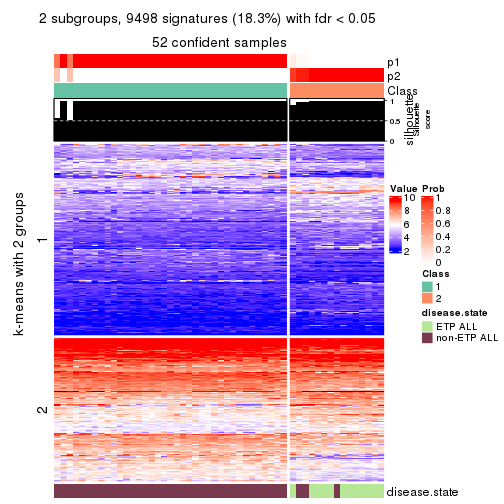 2 subgroups, 9498 signatures (18.3%) with fdr < 0.05
52 confident samples
p1
p2
Class
1
0.5
0
silhouette
Silhouette
score
k-means with 2 groups
1
2
disease.state
Value
10
8
6
4
2
Prob
1
0.8
0.6
0.4
0.2
0
Class
1
2
disease.state
ETP ALL
non-ETP ALL